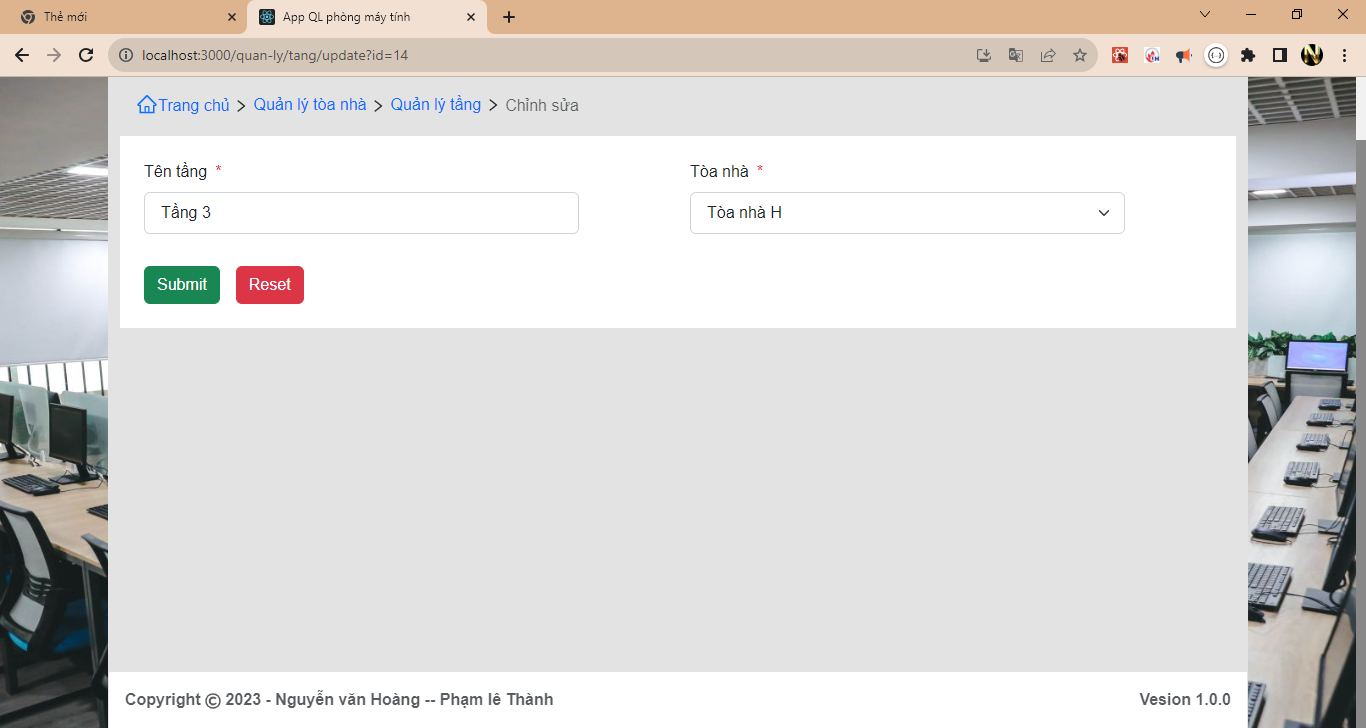 Thẻ mới
App QL phòng máy tính
localhost:3000/quan-ly/tang/update?id=14
Trang chủ > Quản lý tòa nhà > Quản lý tầng > Chỉnh sửa
Tên tầng *
Tòa nhà *
Tầng 3
Tòa nhà H
Submit
Reset
Copyright © 2023 - Nguyễn văn Hoàng -- Phạm lê Thành
Vesion 1.0.0